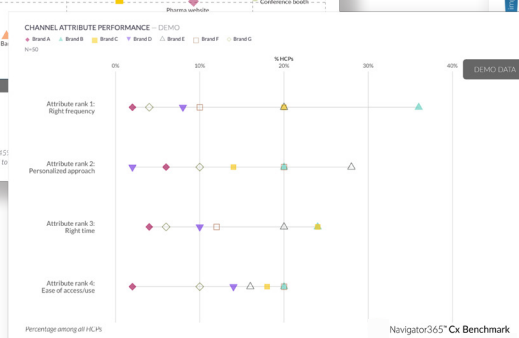 Conference booth
Pharma website
CHANNEL ATTRIBUTE PERFORMANCE – DEMO
Brand A Brand B Brand C Brand D Brand E Brand F Brand G
N=50
% HCPs
0% 10% 20% 30% 40%
DEMO DATA
Attribute rank 1:
Right frequency
Attribute rank 2:
Personalized approach
Attribute rank 3:
Right time
Attribute rank 4:
Ease of access/use
Percentage among all HCPs
Navigator365™ Cx Benchmark